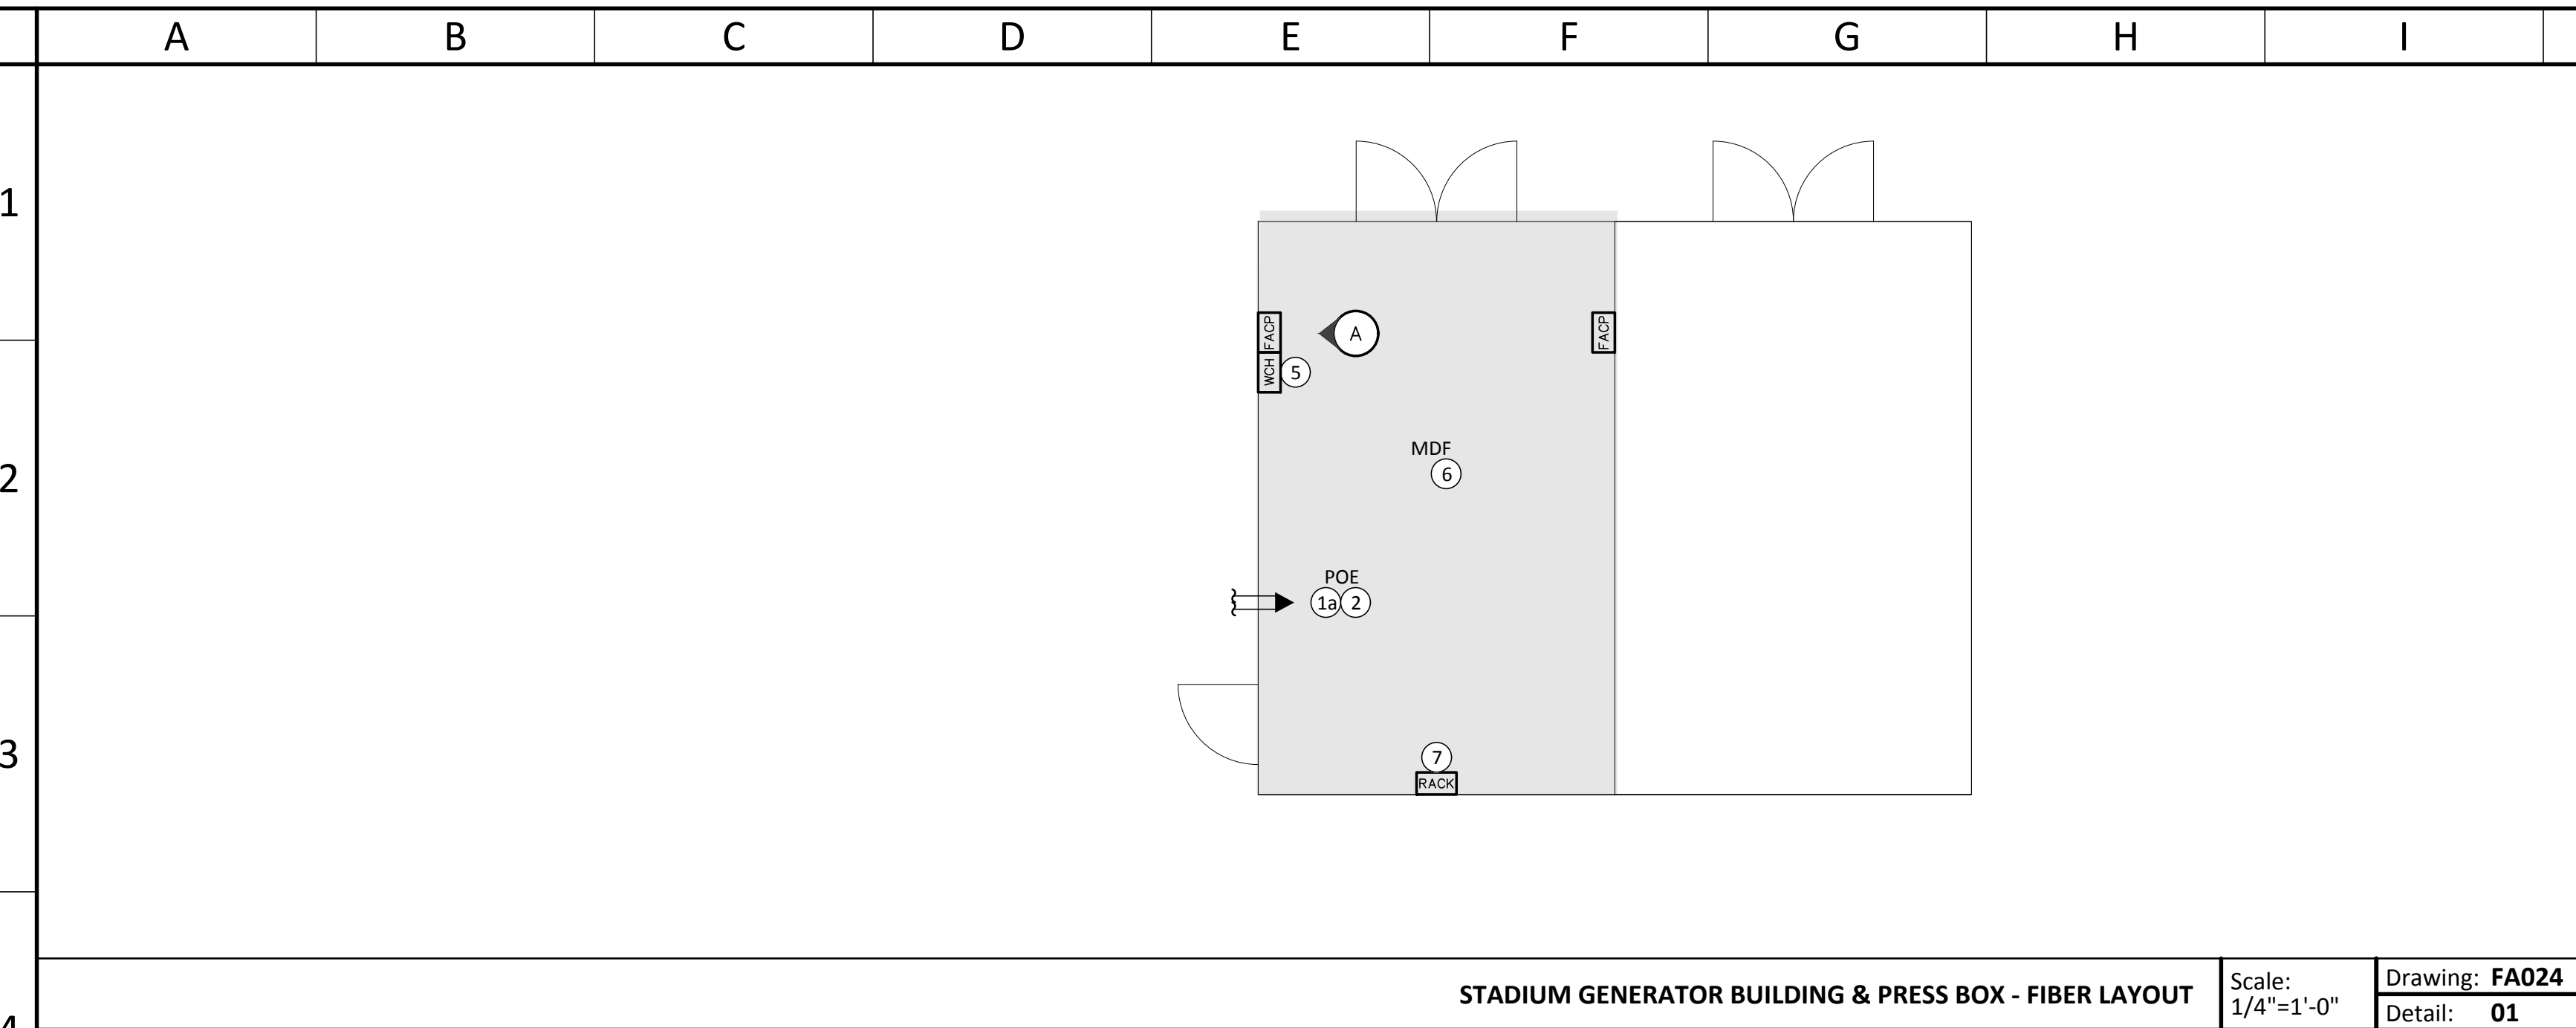 A B C D E F G H I
1
FACP
A
FACP
WCH
5
2
MDF
6
POE
1a 2
3
7
RACK
4
STADIUM GENERATOR BUILDING & PRESS BOX - FIBER LAYOUT
Scale:
1/4"=1'-0"
Drawing: FA024
Detail: 01